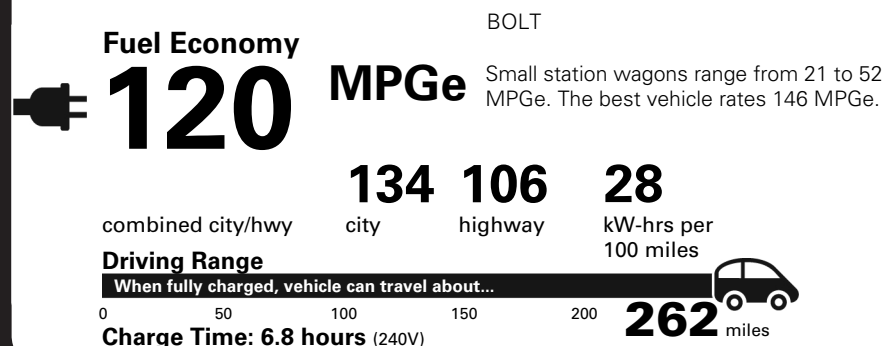 BOLT
Fuel Economy
120
MPGe
Small station wagons range from 21 to 52
MPGe. The best vehicle rates 146 MPGe.
134 106 28
combined city/hwy city highway kW-hrs per
100 miles
Driving Range
When fully charged, vehicle can travel about...
0 50 100 150 200 262 miles
Charge Time: 6.8 hours (240V)